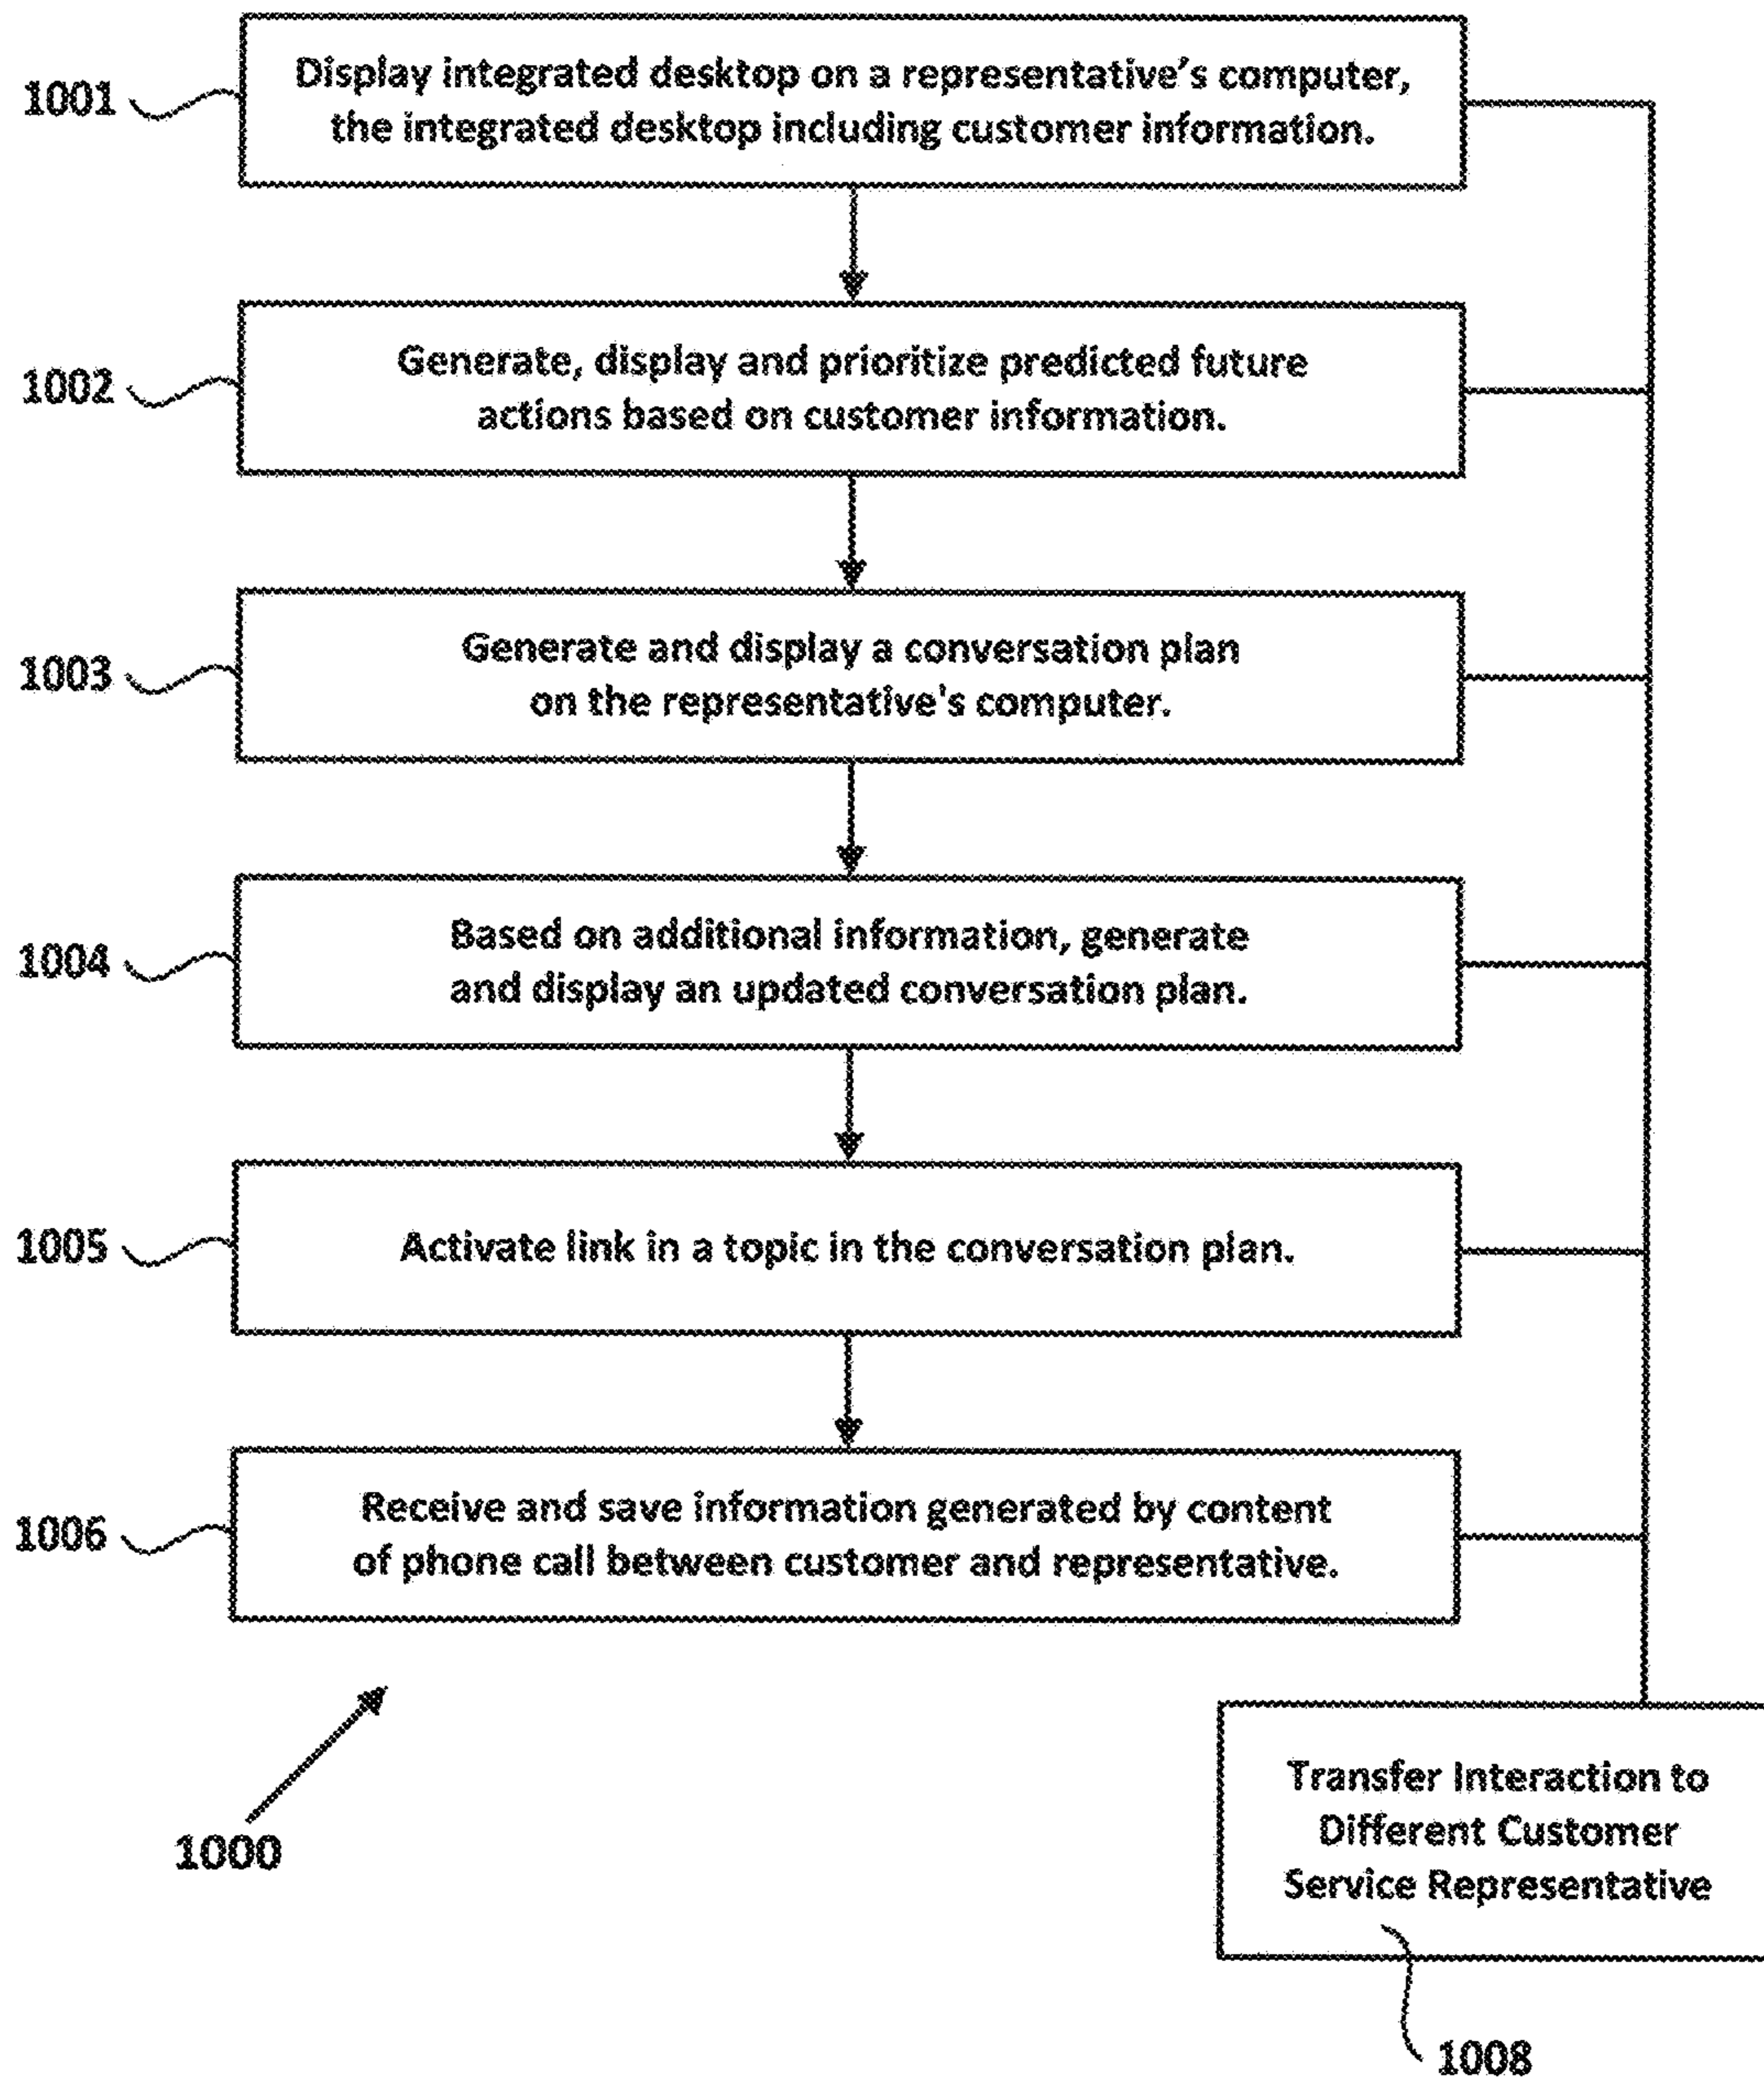 1001
Display integrated desktop on a representative's computer,
the integrated desktop including customer information.
1002
Generate, display and prioritize predicted future
actions based on customer information.
1003
Generate and display a conversation plan
on the representative's computer.
1004
Based on additional information, generate
and display an updated conversation plan.
1005
Activate link in a topic in the conversation plan.
1006
Receive and save information generated by content
of phone call between customer and representative.
1000
Transfer Interaction to
Different Customer
Service Representative
1008